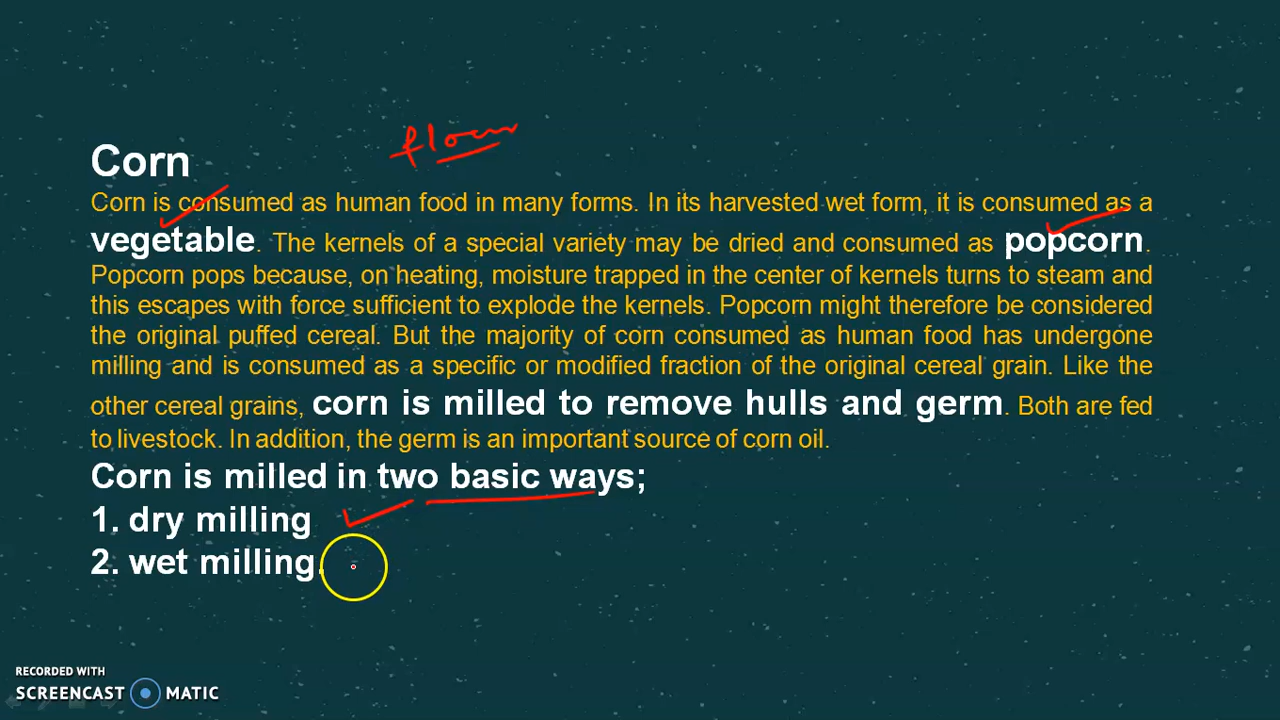 flour
Corn
Corn is consumed as human food in many forms. In its harvested wet form, it is consumed as a
vegetable. The kernels of a special variety may be dried and consumed as popcorn.
Popcorn pops because, on heating, moisture trapped in the center of kernels turns to steam and
this escapes with force sufficient to explode the kernels. Popcorn might therefore be considered
the original puffed cereal. But the majority of corn consumed as human food has undergone
milling and is consumed as a specific or modified fraction of the original cereal grain. Like the
other cereal grains, corn is milled to remove hulls and germ. Both are fed
to livestock. In addition, the germ is an important source of corn oil.
Corn is milled in two basic ways;
1. dry milling
2. wet milling.
RECORDED WITH
SCREENCAST MATIC